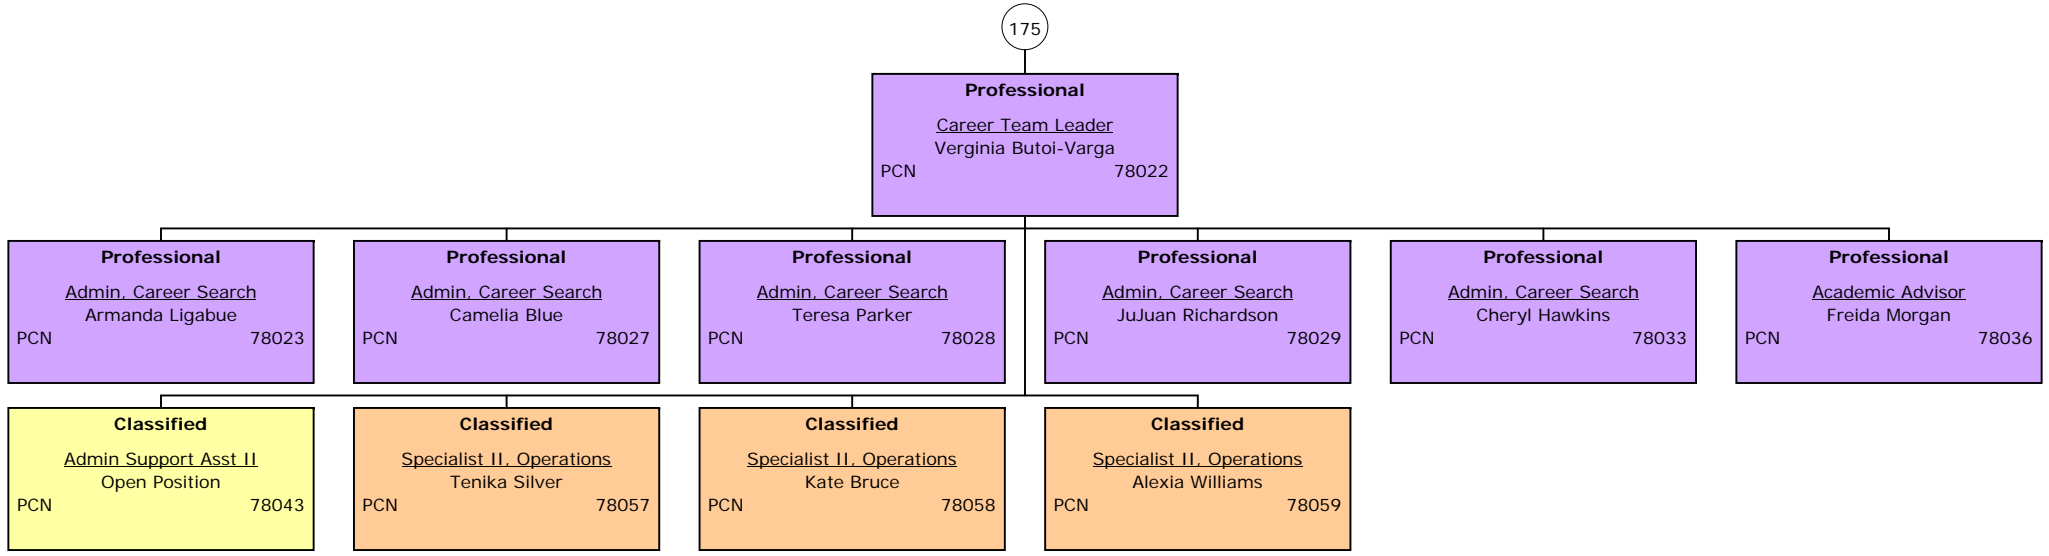 175
Professional
Career Team Leader
Verginia Butoi-Varga
PCN 78022
Professional
Admin, Career Search
Armanda Ligabue
PCN 78023
Professional
Admin, Career Search
Camelia Blue
PCN 78027
Professional
Admin, Career Search
Teresa Parker
PCN 78028
Professional
Admin, Career Search
JuJuan Richardson
PCN 78029
Professional
Admin, Career Search
Cheryl Hawkins
PCN 78033
Professional
Academic Advisor
Freida Morgan
PCN 78036
Classified
Admin Support Asst II
Open Position
PCN 78043
Classified
Specialist II, Operations
Tenika Silver
PCN 78057
Classified
Specialist II, Operations
Kate Bruce
PCN 78058
Classified
Specialist II, Operations
Alexia Williams
PCN 78059